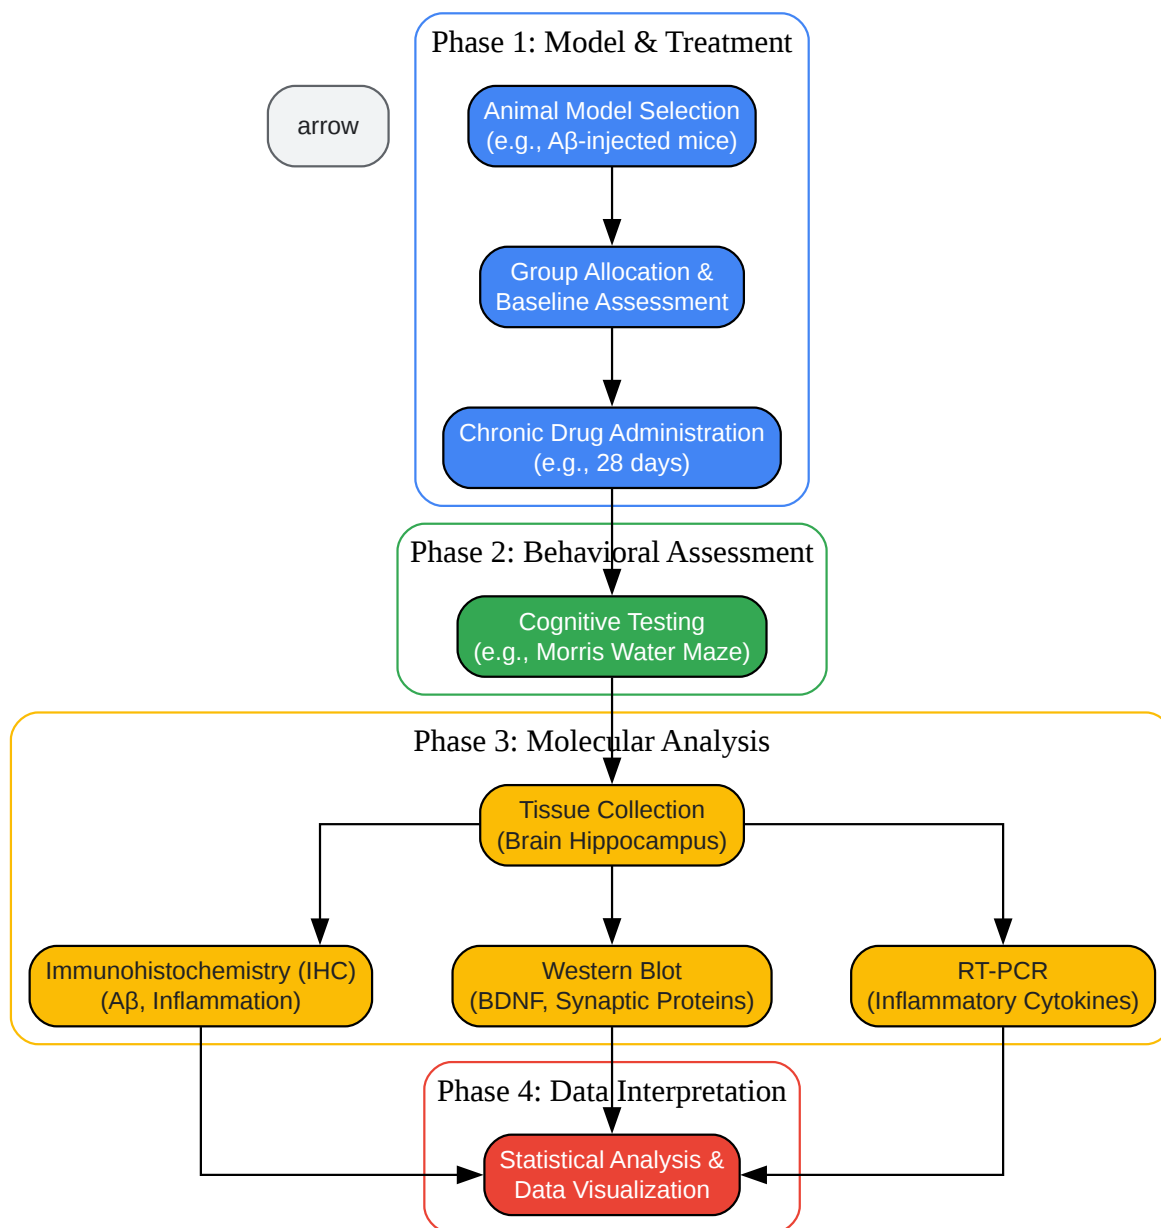 Phase 1: Model & Treatment
arrow
Animal Model Selection
(e.g., Aβ-injected mice)
Group Allocation &
Baseline Assessment
Chronic Drug Administration
(e.g., 28 days)
Phase 2: Behavioral Assessment
Cognitive Testing
(e.g., Morris Water Maze)
Phase 3: Molecular Analysis
Tissue Collection
(Brain Hippocampus)
Immunohistochemistry (IHC)
(Aβ, Inflammation)
Western Blot
(BDNF, Synaptic Proteins)
RT-PCR
(Inflammatory Cytokines)
Phase 4: Data Interpretation
Statistical Analysis &
Data Visualization